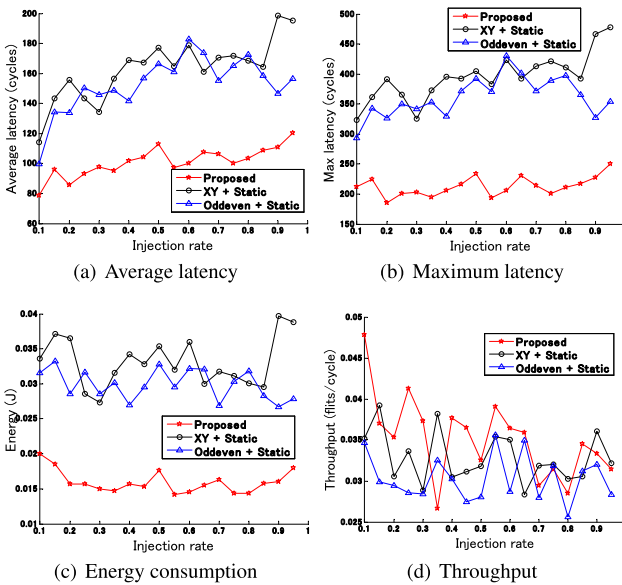 200
180
160
140
120
100
80
60
Average latency (cycles)
Proposed
XY + Static
Oddeven + Static
0.1 0.2 0.3 0.4 0.5 0.6 0.7 0.8 0.9 1
Injection rate
(a) Average latency
500
450
400
350
300
250
200
150
Max latency (cycles)
Proposed
XY + Static
Oddeven + Static
0.1 0.2 0.3 0.4 0.5 0.6 0.7 0.8 0.9
Injection rate
(b) Maximum latency
0.04
0.035
0.03
0.025
0.02
0.015
0.01
Energy (J)
Proposed
XY + Static
Oddeven + Static
0.1 0.2 0.3 0.4 0.5 0.6 0.7 0.8 0.9 1
Injection rate
(c) Energy consumption
0.05
0.045
0.04
0.035
0.03
0.025
Throughput (flits/cycle)
Proposed
XY + Static
Oddeven + Static
0.1 0.2 0.3 0.4 0.5 0.6 0.7 0.8 0.9 1
Injection rate
(d) Throughput